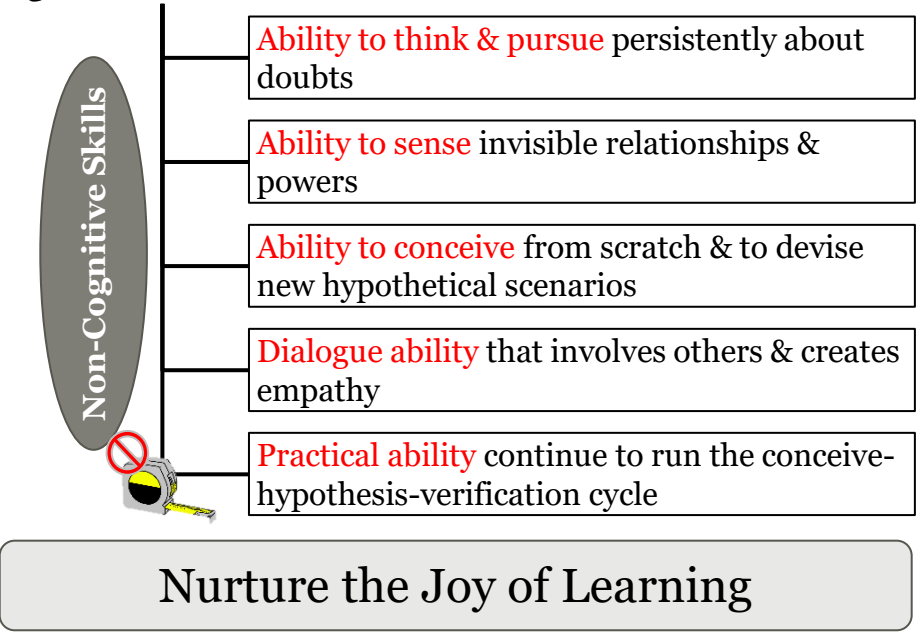 Ability to think & pursue persistently about
doubts
Ability to sense invisible relationships &
powers
Non-Cognitive Skills
Ability to conceive from scratch & to devise
new hypothetical scenarios
Dialogue ability that involves others & creates
empathy
Practical ability continue to run the conceive-
hypothesis-verification cycle
Nurture the Joy of Learning